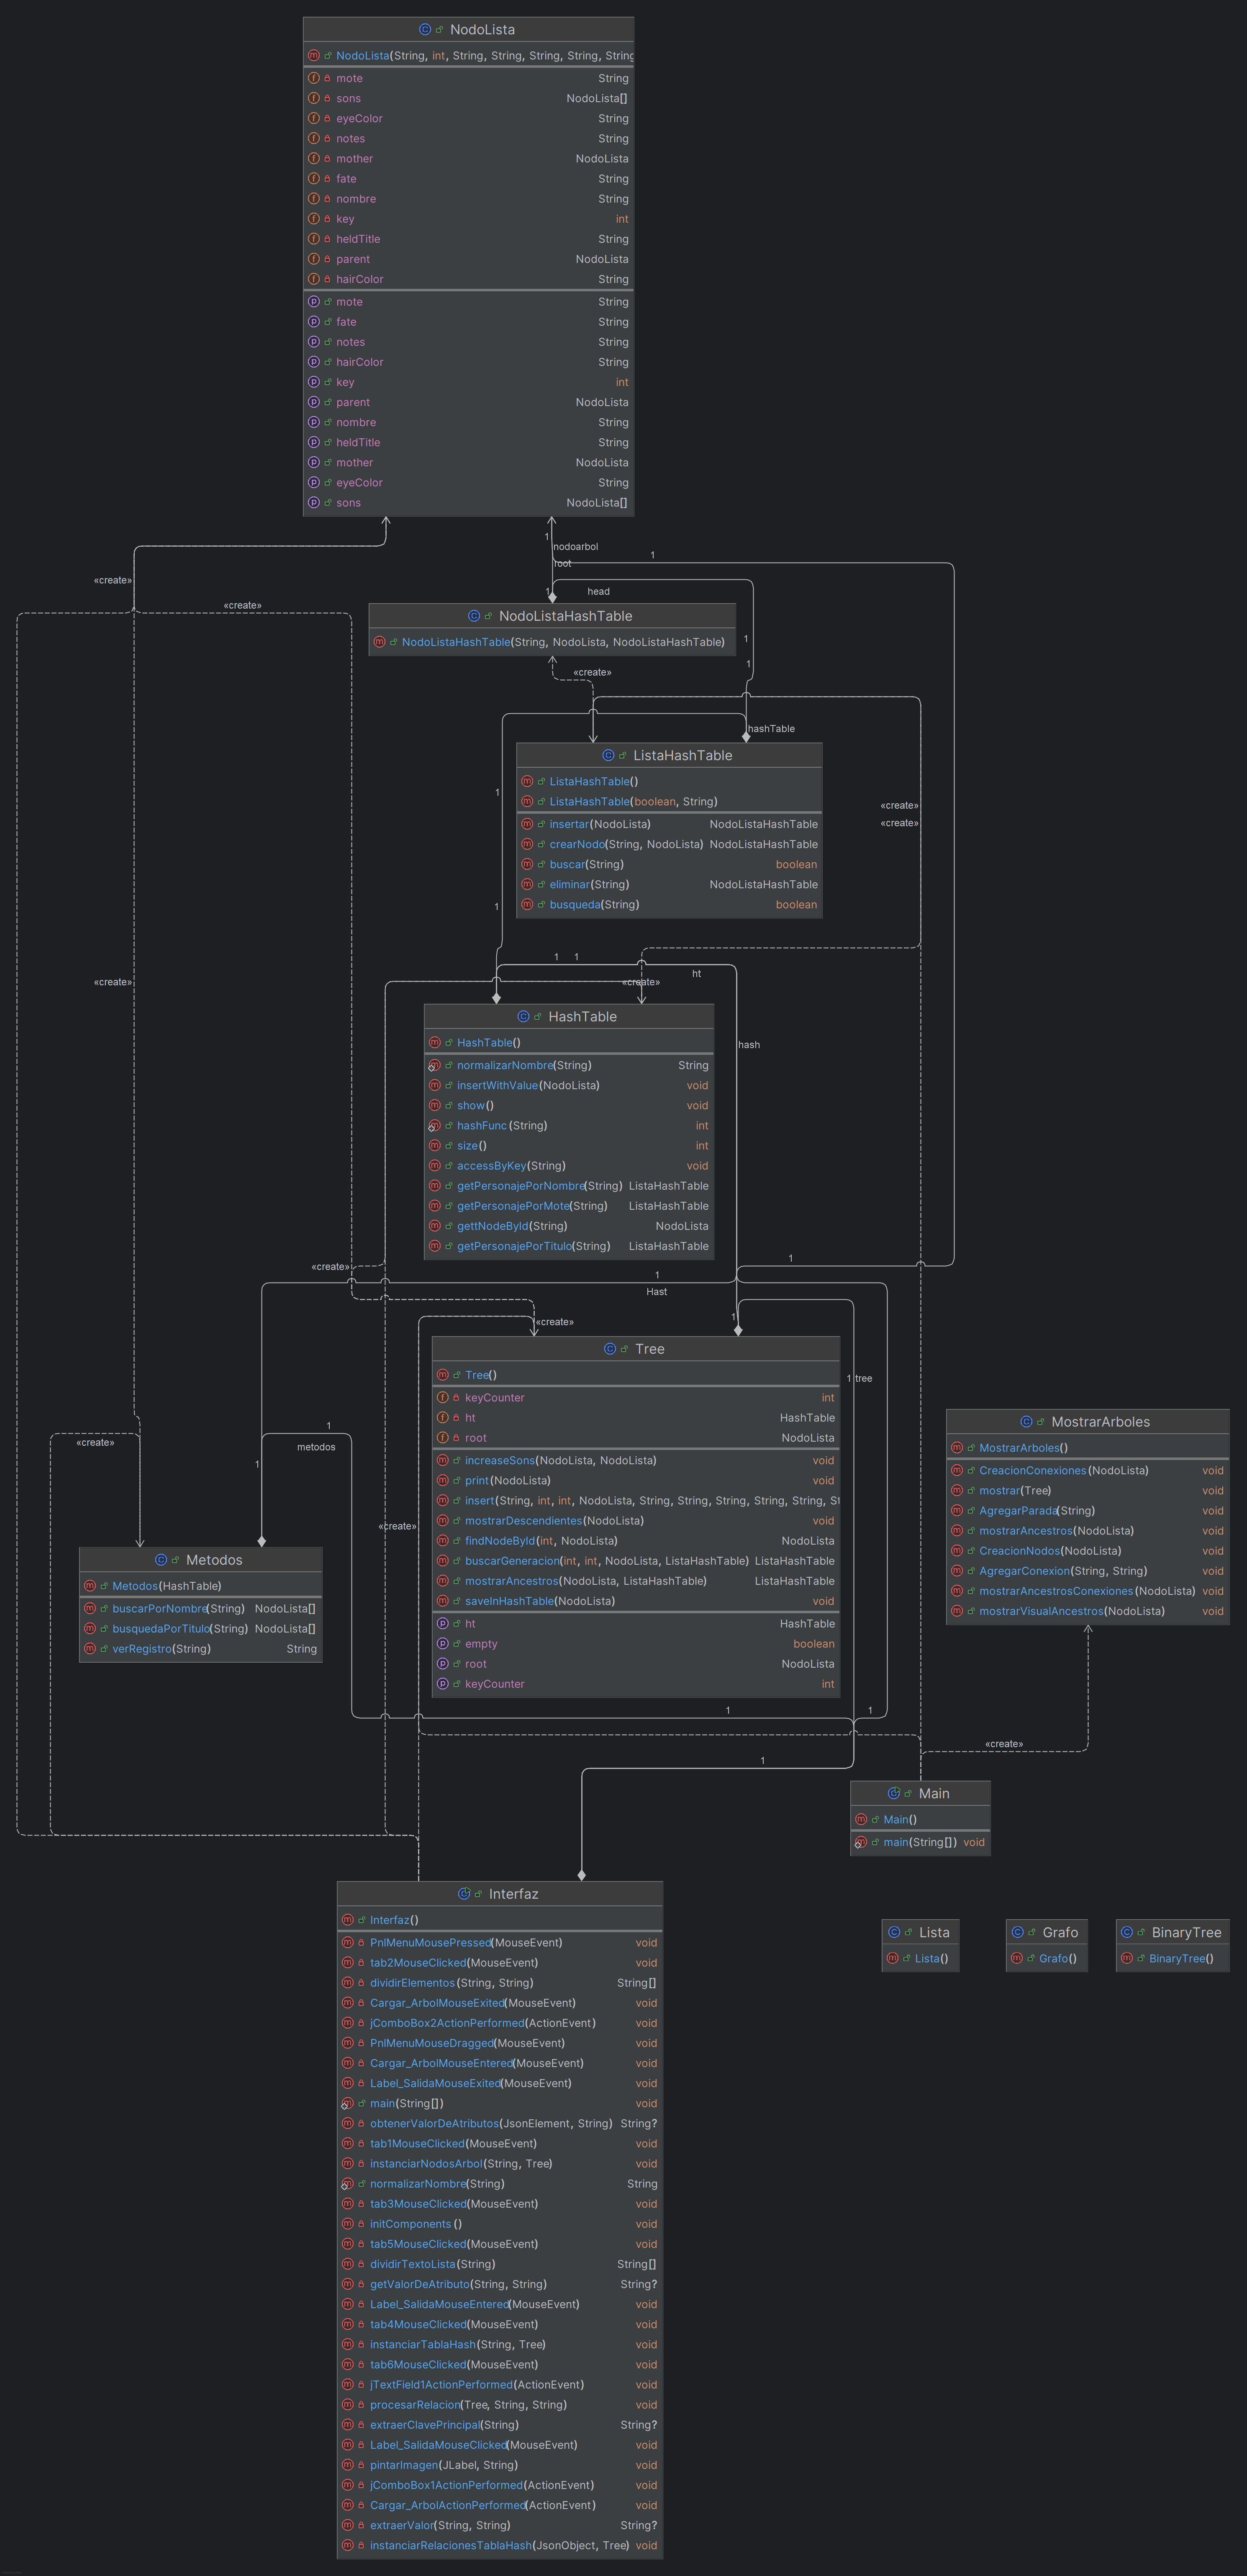 NodoLista
NodoLista(String, int, String, String, String, String, String
mote String
sons NodoLista[]
eyeColor String
notes String
mother NodoLista
fate String
nombre String
key int
heldTitle String
parent NodoLista
hairColor String
mote String
fate String
notes String
hairColor String
key int
parent NodoLista
nombre String
heldTitle String
mother NodoLista
eyeColor String
sons NodoLista[]
1
nodoarbol
1
root
«create»
1
head
«create»
NodoListaHashTable
NodoListaHashTable(String, NodoLista, NodoListaHashTable)
1
1
«create»
hashTable
ListaHashTable
ListaHashTable()
ListaHashTable(boolean, String)
insertar(NodoLista) NodoListaHashTable
crearNodo(String, NodoLista) NodoListaHashTable
buscar(String) boolean
eliminar(String) NodoListaHashTable
busqueda(String) boolean
1
«create»
«create»
1
1 1
ht
«create»
«create»
HashTable
HashTable()
normalizarNombre(String) String
insertWithValue(NodoLista) void
show() void
hashFunc(String) int
size() int
accessByKey(String) void
getPersonajePorNombre(String) ListaHashTable
getPersonajePorMote(String) ListaHashTable
gettNodeById(String) NodoLista
getPersonajePorTitulo(String) ListaHashTable
hash
1
«create»
1
Hast
1
«create»
Tree
Tree()
keyCounter int
ht HashTable
root NodoLista
increaseSons(NodoLista, NodoLista) void
print(NodoLista) void
insert(String, int, int, NodoLista, String, String, String, String, String, St
mostrarDescendientes(NodoLista) void
findNodeById(int, NodoLista) NodoLista
buscarGeneracion(int, int, NodoLista, ListaHashTable) ListaHashTable
mostrarAncestros(NodoLista, ListaHashTable) ListaHashTable
saveInHashTable(NodoLista) void
ht HashTable
empty boolean
root NodoLista
keyCounter int
1 tree
MostrarArboles
MostrarArboles()
CreacionConexiones(NodoLista) void
mostrar(Tree) void
AgregarParada(String) void
mostrarAncestros(NodoLista) void
CreacionNodos(NodoLista) void
AgregarConexion(String, String) void
mostrarAncestrosConexiones(NodoLista) void
mostrarVisualAncestros(NodoLista) void
1
metodos
«create»
1
«create»
Metodos
Metodos(HashTable)
buscarPorNombre(String) NodoLista[]
busquedaPorTitulo(String) NodoLista[]
verRegistro(String) String
1
1
«create»
1
Main
Main()
main(String[]) void
Lista
Lista()
Grafo
Grafo()
BinaryTree
BinaryTree()
Interfaz
Interfaz()
PnlMenuMousePressed(MouseEvent) void
tab2MouseClicked(MouseEvent) void
dividirElementos(String, String) String[]
Cargar_ArbolMouseExited(MouseEvent) void
jComboBox2ActionPerformed(ActionEvent) void
PnlMenuMouseDragged(MouseEvent) void
Cargar_ArbolMouseEntered(MouseEvent) void
Label_SalidaMouseExited(MouseEvent) void
main(String[]) void
obtenerValorDeAtributos(JsonElement, String) String?
tab1MouseClicked(MouseEvent) void
instanciarNodosArbol(String, Tree) void
normalizarNombre(String) String
tab3MouseClicked(MouseEvent) void
initComponents() void
tab5MouseClicked(MouseEvent) void
dividirTextoLista(String) String[]
getValorDeAtributo(String, String) String?
Label_SalidaMouseEntered(MouseEvent) void
tab4MouseClicked(MouseEvent) void
instanciarTablaHash(String, Tree) void
tab6MouseClicked(MouseEvent) void
jTextField1ActionPerformed(ActionEvent) void
procesarRelacion(Tree, String, String) void
extraerClavePrincipal(String) String?
Label_SalidaMouseClicked(MouseEvent) void
pintarImagen(JLabel, String) void
jComboBox1ActionPerformed(ActionEvent) void
Cargar_ArbolActionPerformed(ActionEvent) void
extraerValor(String, String) String?
instanciarRelacionesTablaHash(JsonObject, Tree) void